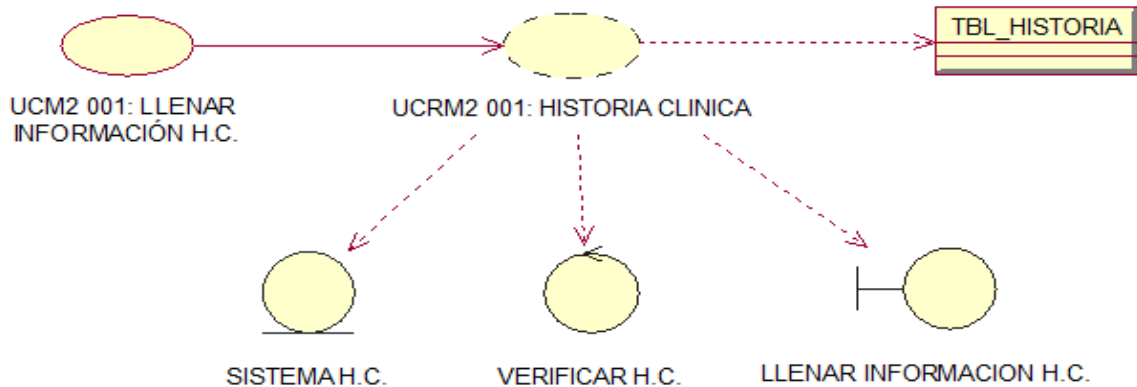 TBL_HISTORIA
UCM2 001: LLENAR
INFORMACIÓN H.C.
UCRM2 001: HISTORIA CLINICA
SISTEMA H.C.
VERIFICAR H.C.
LLENAR INFORMACION H.C.